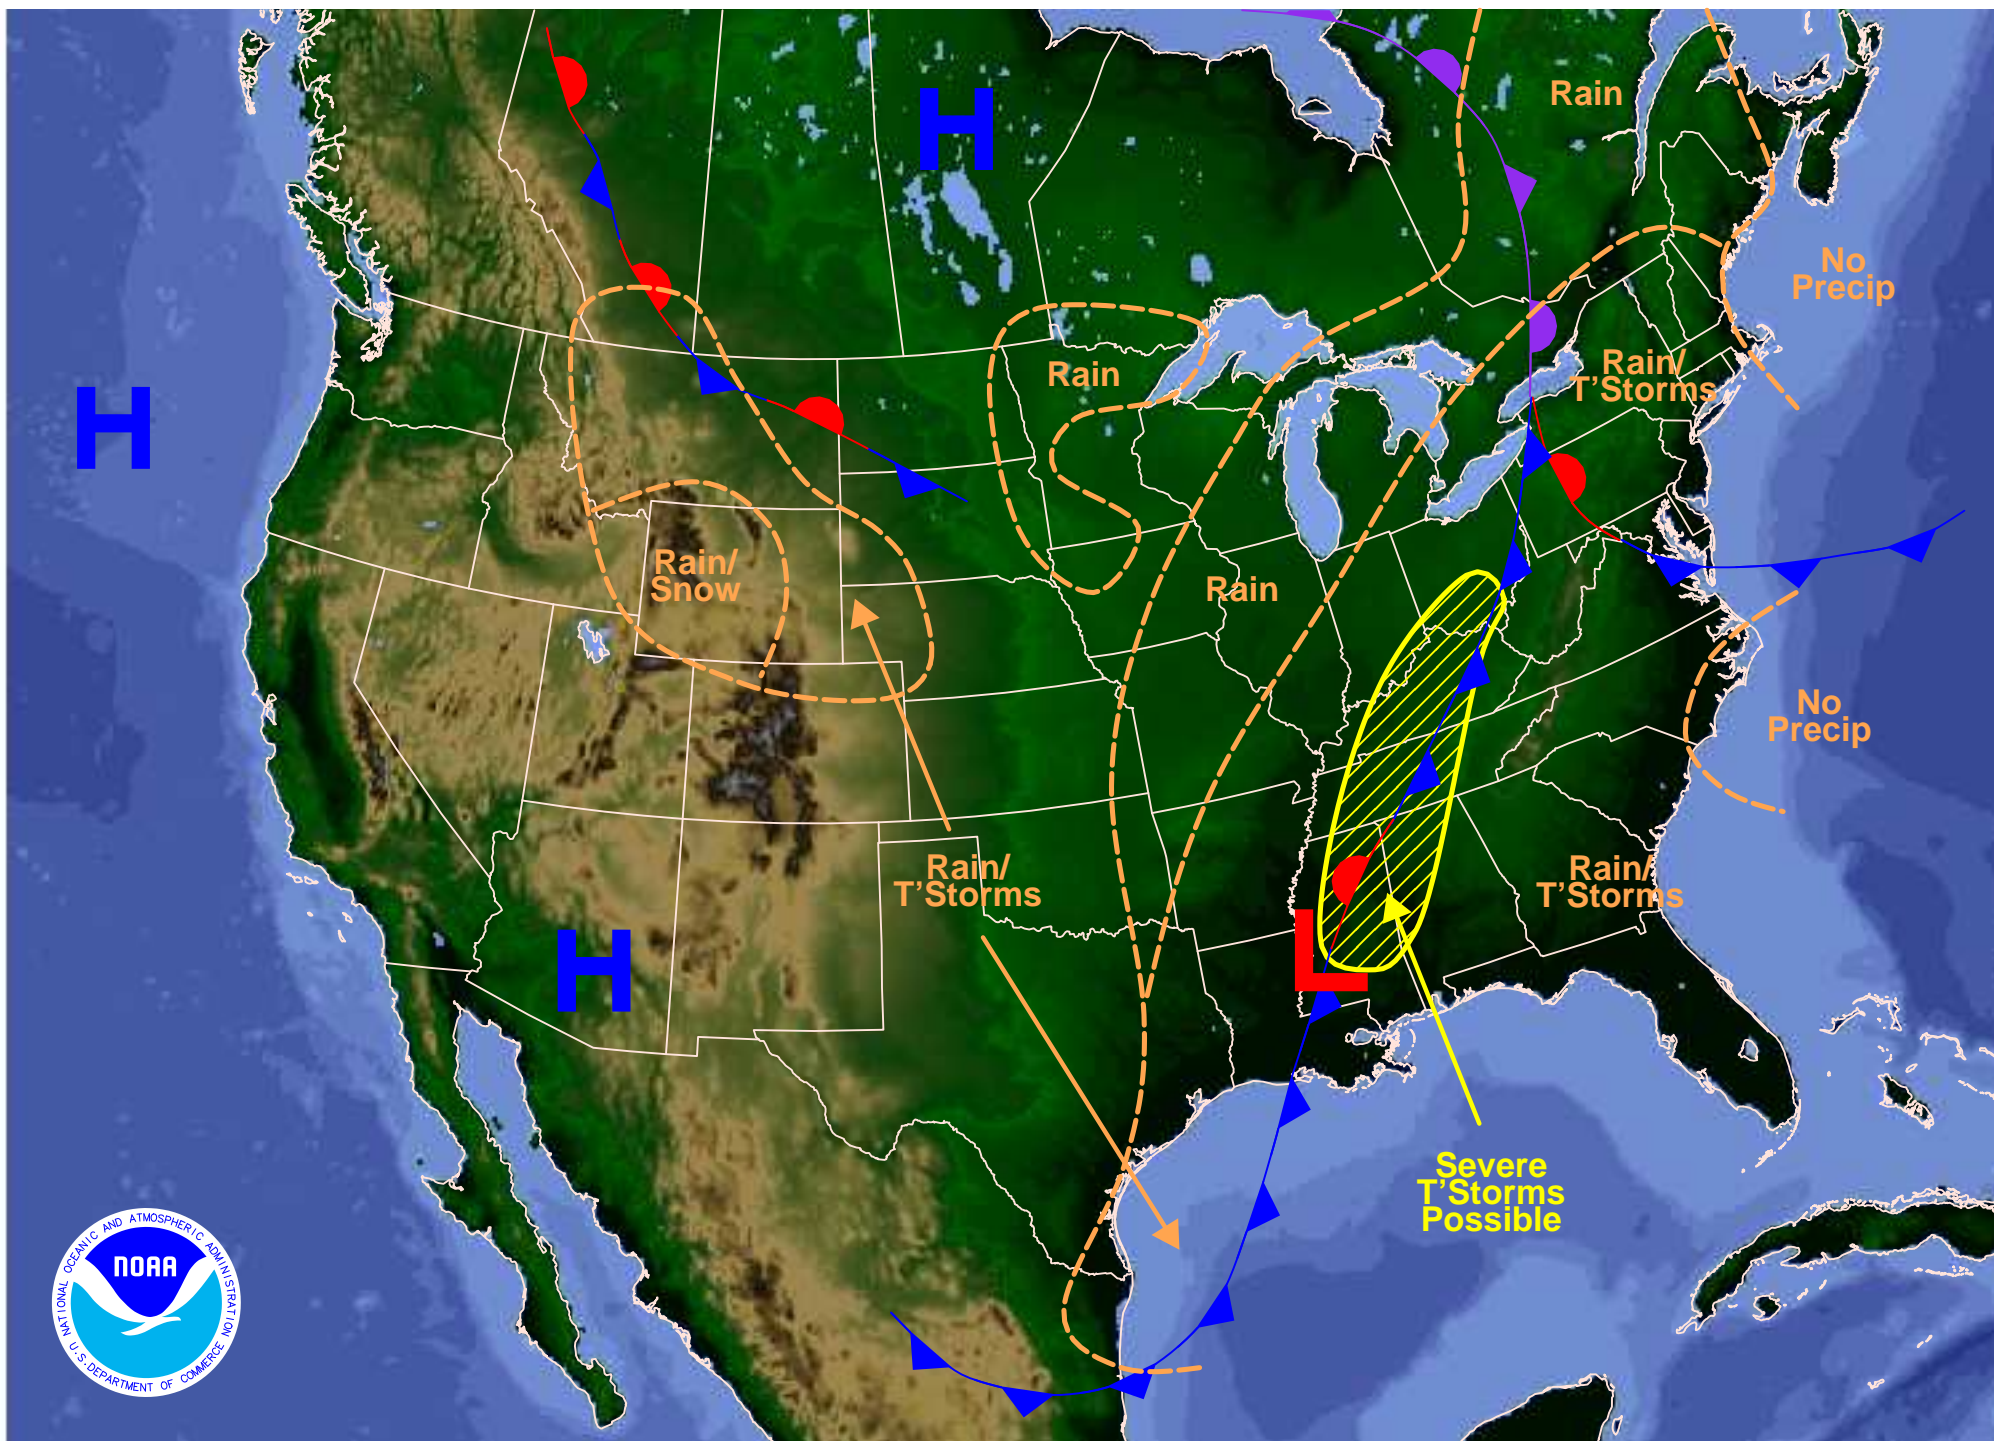 Rain
H
No
Precip
Rain
Rain/
T'Storms
H
Rain/
Snow
Rain
No
Precip
Rain/
T'Storms
Rain/
T'Storms
H
L
Severe
T'Storms
Possible
NATIONAL OCEANIC AND ATMOSPHERIC ADMINISTRATION
NOAA
U.S. DEPARTMENT OF COMMERCE